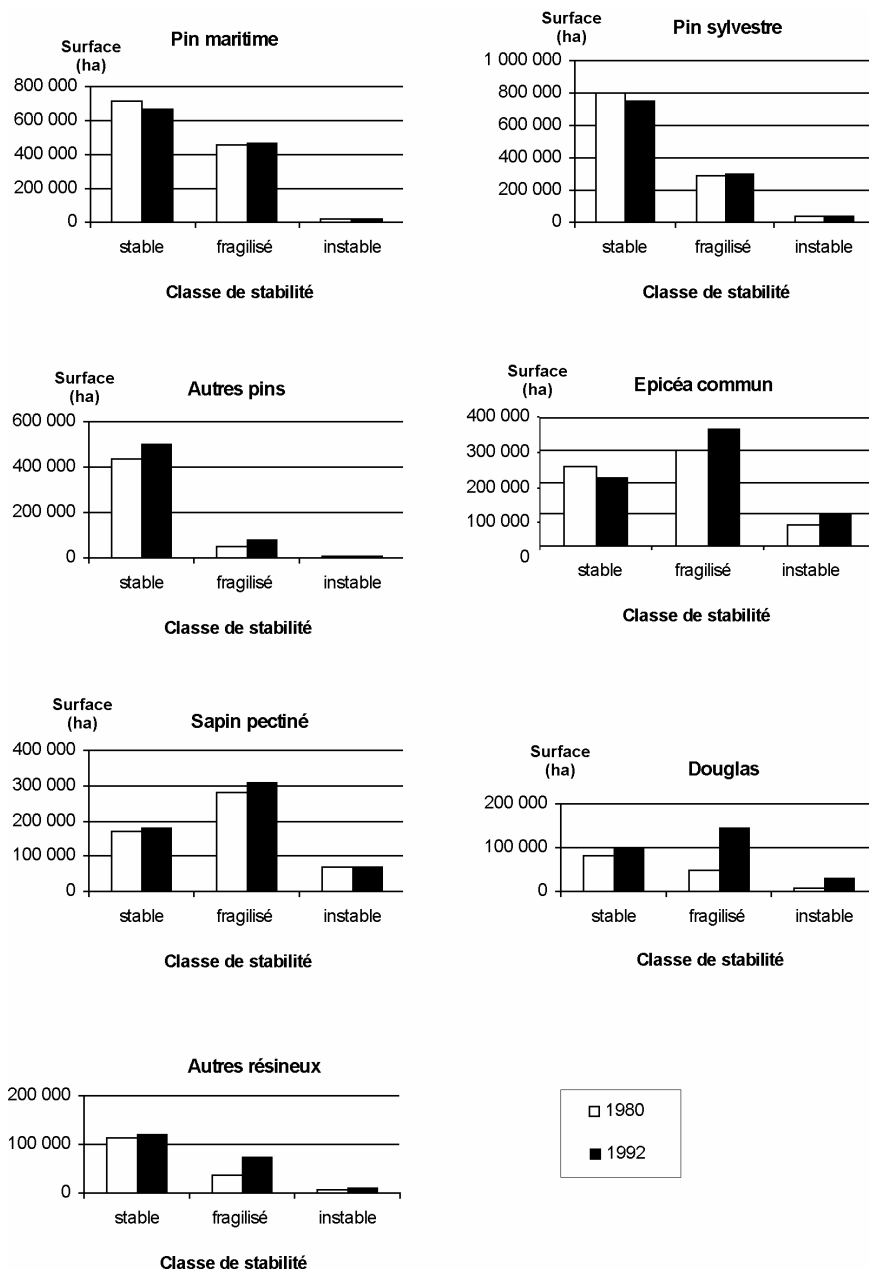 Pin maritime
Surface
(ha)
800 000
600 000
400 000
200 000
0
stable fragilisé instable
Classe de stabilité
Pin sylvestre
Surface
(ha)
1 000 000
800 000
600 000
400 000
200 000
0
stable fragilisé instable
Classe de stabilité
Autres pins
Surface
(ha)
600 000
400 000
200 000
0
stable fragilisé instable
Classe de stabilité
Epicéa commun
Surface
(ha)
400 000
300 000
200 000
100 000
0
stable fragilisé instable
Classe de stabilité
Sapin pectiné
Surface
(ha)
400 000
300 000
200 000
100 000
0
stable fragilisé instable
Classe de stabilité
Douglas
Surface
(ha)
200 000
100 000
0
stable fragilisé instable
Classe de stabilité
Autres résineux
200 000
100 000
0
stable fragilisé instable
Classe de stabilité
1980
1992